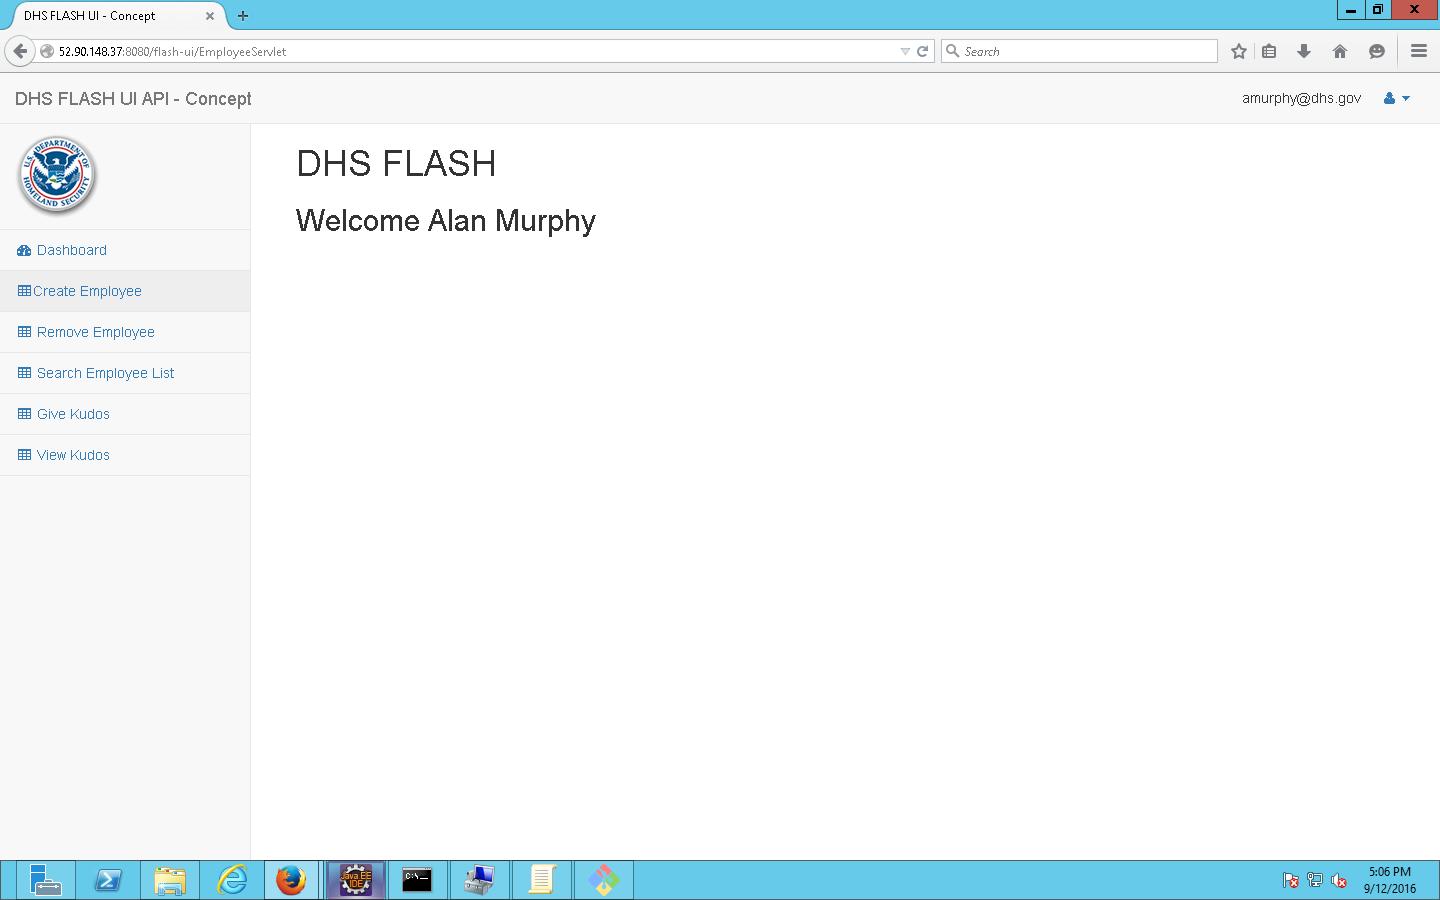 DHS FLASH UI - Concept
52.90.148.37:8080/flash-ui/EmployeeServlet
Search
DHS FLASH UI API - Concept
amurphy@dhs.gov
U.S. DEPARTMENT OF HOMELAND SECURITY
DHS FLASH
Welcome Alan Murphy
Dashboard
Create Employee
Remove Employee
Search Employee List
Give Kudos
View Kudos
Java EE
IDE
C:\
5:06 PM
9/12/2016